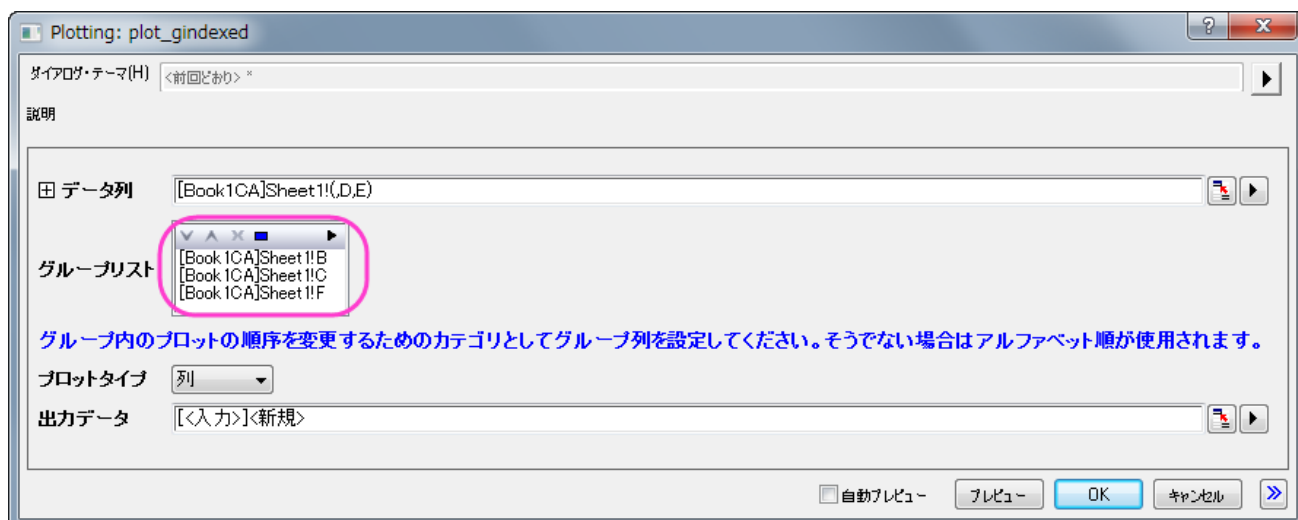 Plotting: plot_gindexed
ダイアログ・テーマ(H) <前回どおり> *
説明
データ列 [Book1CA]Sheet1!(,D,E)
グループリスト
[Book1CA]Sheet1!B
[Book1CA]Sheet1!C
[Book1CA]Sheet1!F
グループ内のプロットの順序を変更するためのカテゴリとしてグループ列を設定してください。そうでない場合はアルファベット順が使用されます。
プロットタイプ 列
出力データ [<入力>]<新規>
自動プレビュー プレビュー OK キャンセル